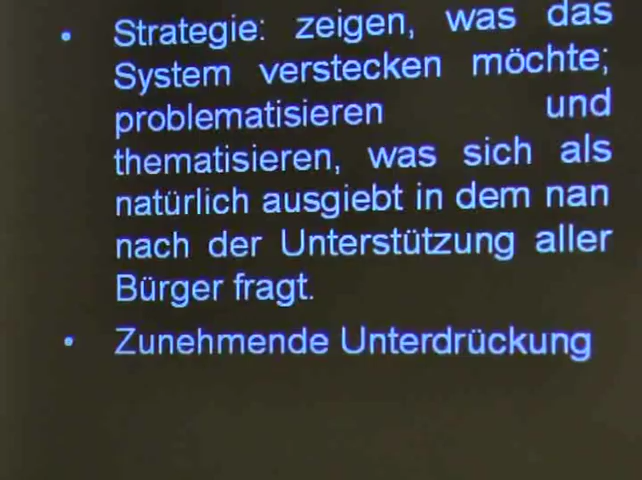 • Strategie: zeigen, was das
System verstecken möchte;
problematisieren und
thematisieren, was sich als
natürlich ausgiebt in dem nan
nach der Unterstützung aller
Bürger fragt.
• Zunehmende Unterdrückung